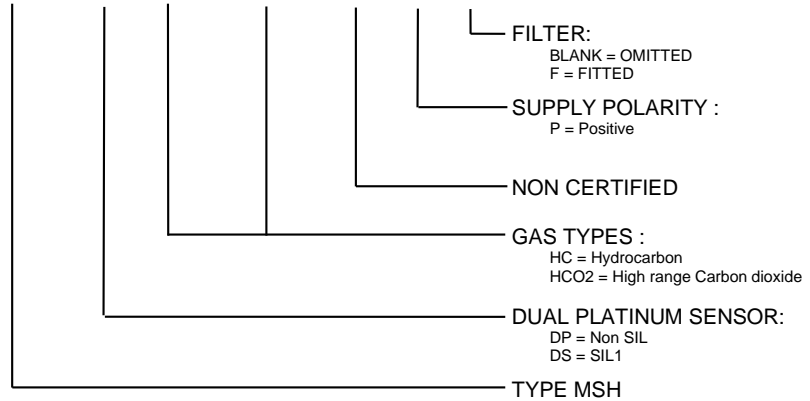 FILTER:
BLANK = OMITTED
F = FITTED
SUPPLY POLARITY :
P = Positive
NON CERTIFIED
GAS TYPES :
HC = Hydrocarbon
HCO2 = High range Carbon dioxide
DUAL PLATINUM SENSOR:
DP = Non SIL
DS = SIL1
TYPE MSH